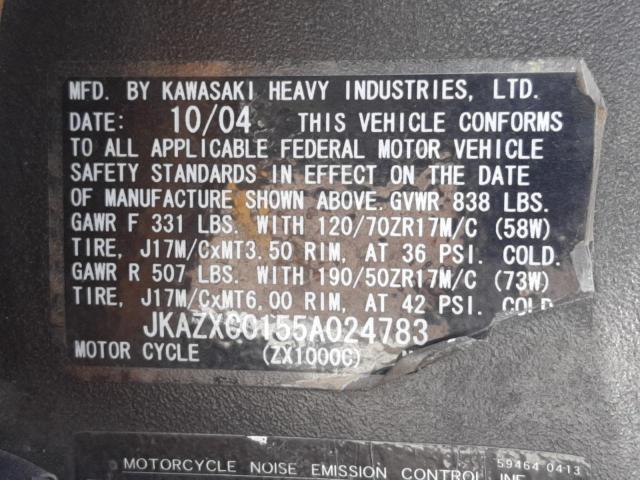 MFD. BY KAWASAKI HEAVY INDUSTRIES, LTD.
DATE: 10/04 THIS VEHICLE CONFORMS
TO ALL APPLICABLE FEDERAL MOTOR VEHICLE
SAFETY STANDARDS IN EFFECT ON THE DATE
OF MANUFACTURE SHOWN ABOVE. GVWR 838 LBS.
GAWR F 331 LBS. WITH 120/70ZR17M/C (58W)
TIRE, J17M/CxMT3.50 RIM, AT 36 PSI. COLD.
GAWR R 507 LBS. WITH 190/50ZR17M/C (73W)
TIRE, J17M/CxMT6.00 RIM, AT 42 PSI. COLD.
JKAZXC0155A024783
MOTOR CYCLE (ZX1000C)
59464 0413
MOTORCYCLE NOISE EMISSION CONTROL INF